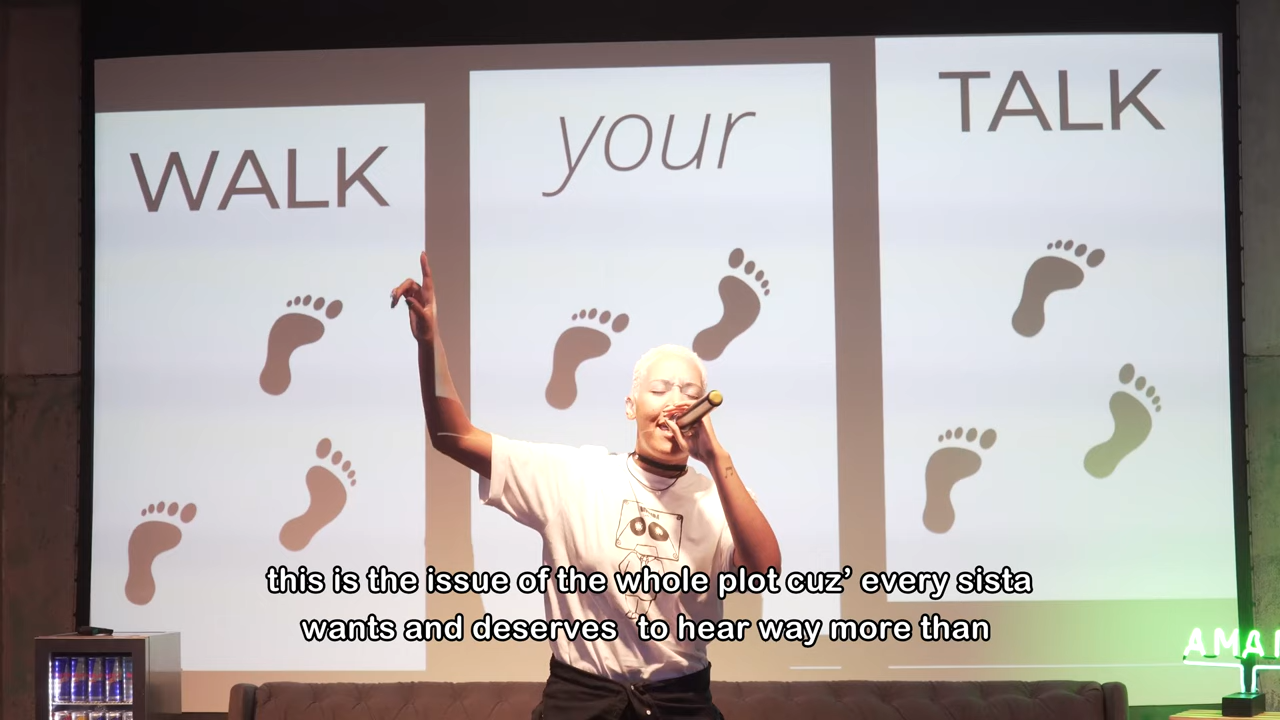 WALK
your
TALK
this is the issue of the whole plot cuz’ every sista
wants and deserves to hear way more than